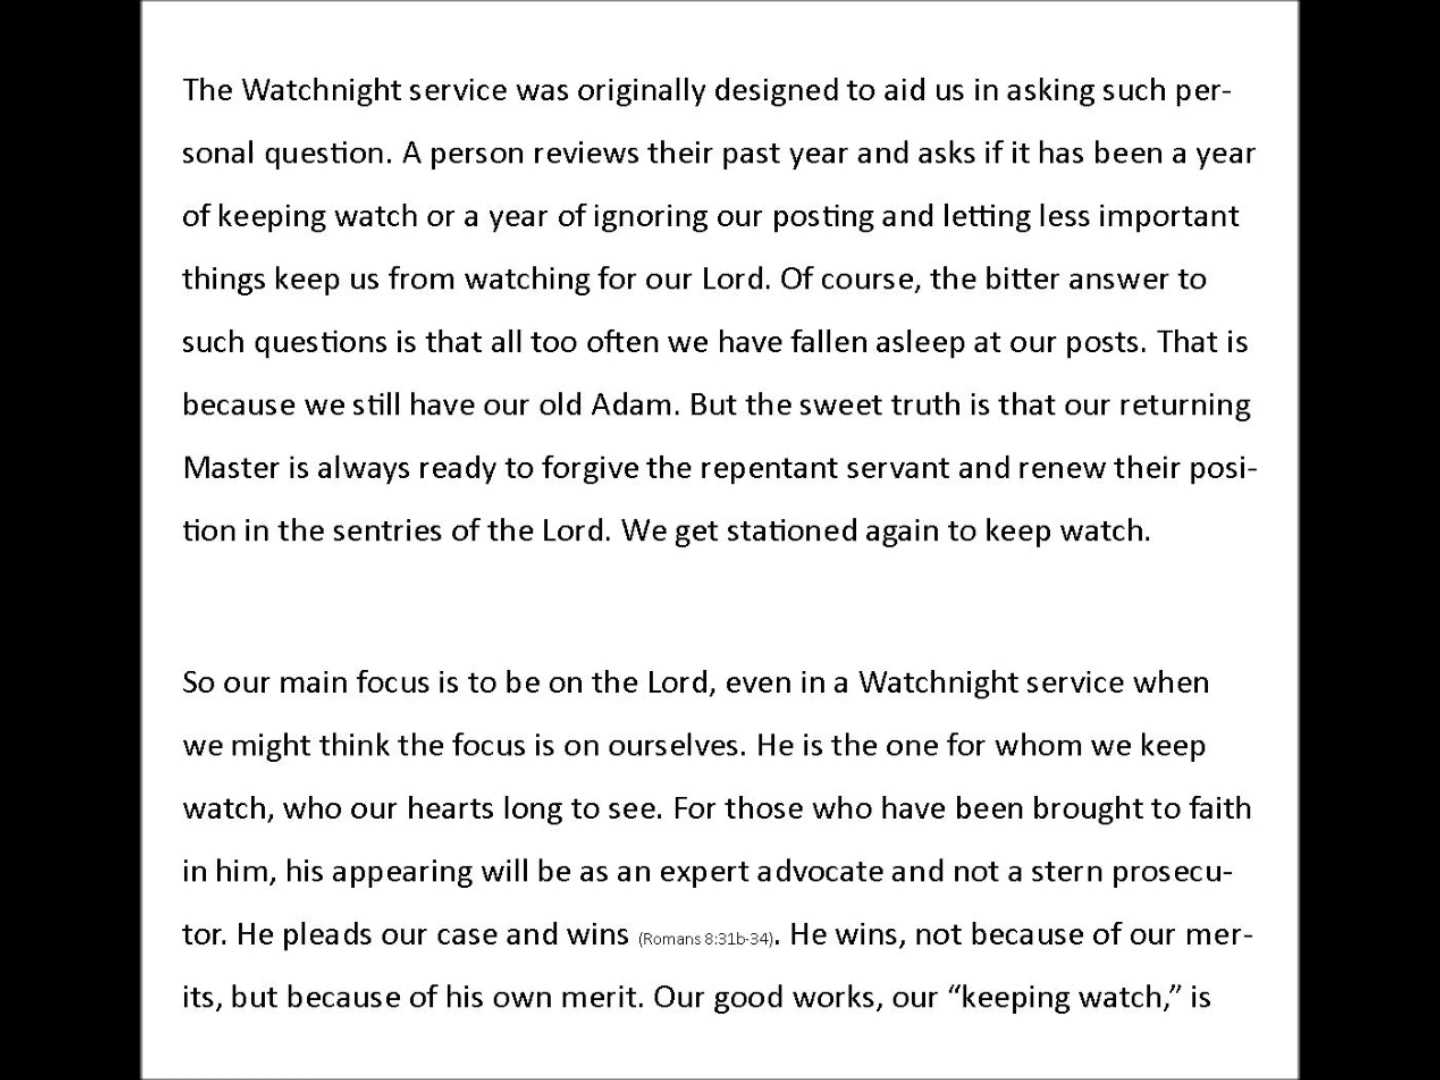 The Watchnight service was originally designed to aid us in asking such per-
sonal question. A person reviews their past year and asks if it has been a year
of keeping watch or a year of ignoring our posting and letting less important
things keep us from watching for our Lord. Of course, the bitter answer to
such questions is that all too often we have fallen asleep at our posts. That is
because we still have our old Adam. But the sweet truth is that our returning
Master is always ready to forgive the repentant servant and renew their posi-
tion in the sentries of the Lord. We get stationed again to keep watch.
So our main focus is to be on the Lord, even in a Watchnight service when
we might think the focus is on ourselves. He is the one for whom we keep
watch, who our hearts long to see. For those who have been brought to faith
in him, his appearing will be as an expert advocate and not a stern prosecu-
tor. He pleads our case and wins (Romans 8:31b-34). He wins, not because of our mer-
its, but because of his own merit. Our good works, our “keeping watch,” is